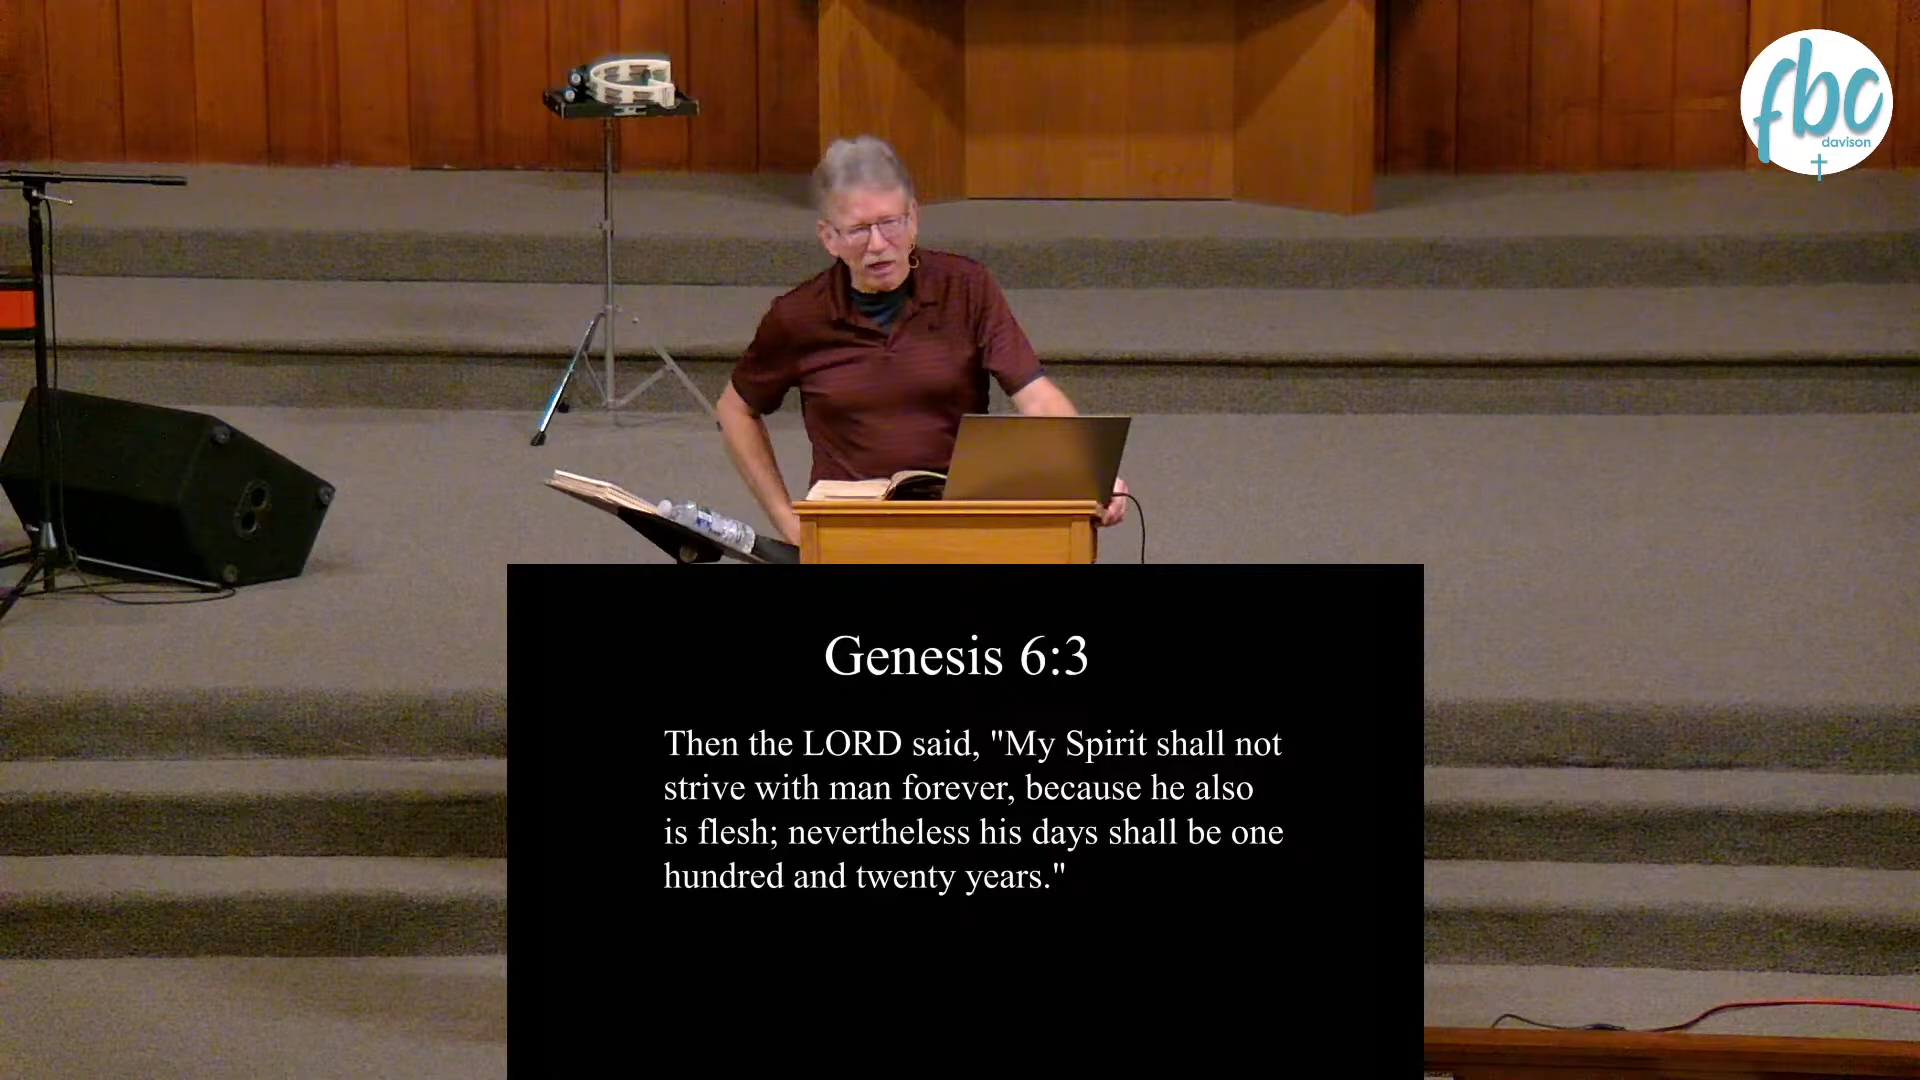 fbc
davison
Genesis 6:3
Then the LORD said, "My Spirit shall not
strive with man forever, because he also
is flesh; nevertheless his days shall be one
hundred and twenty years."